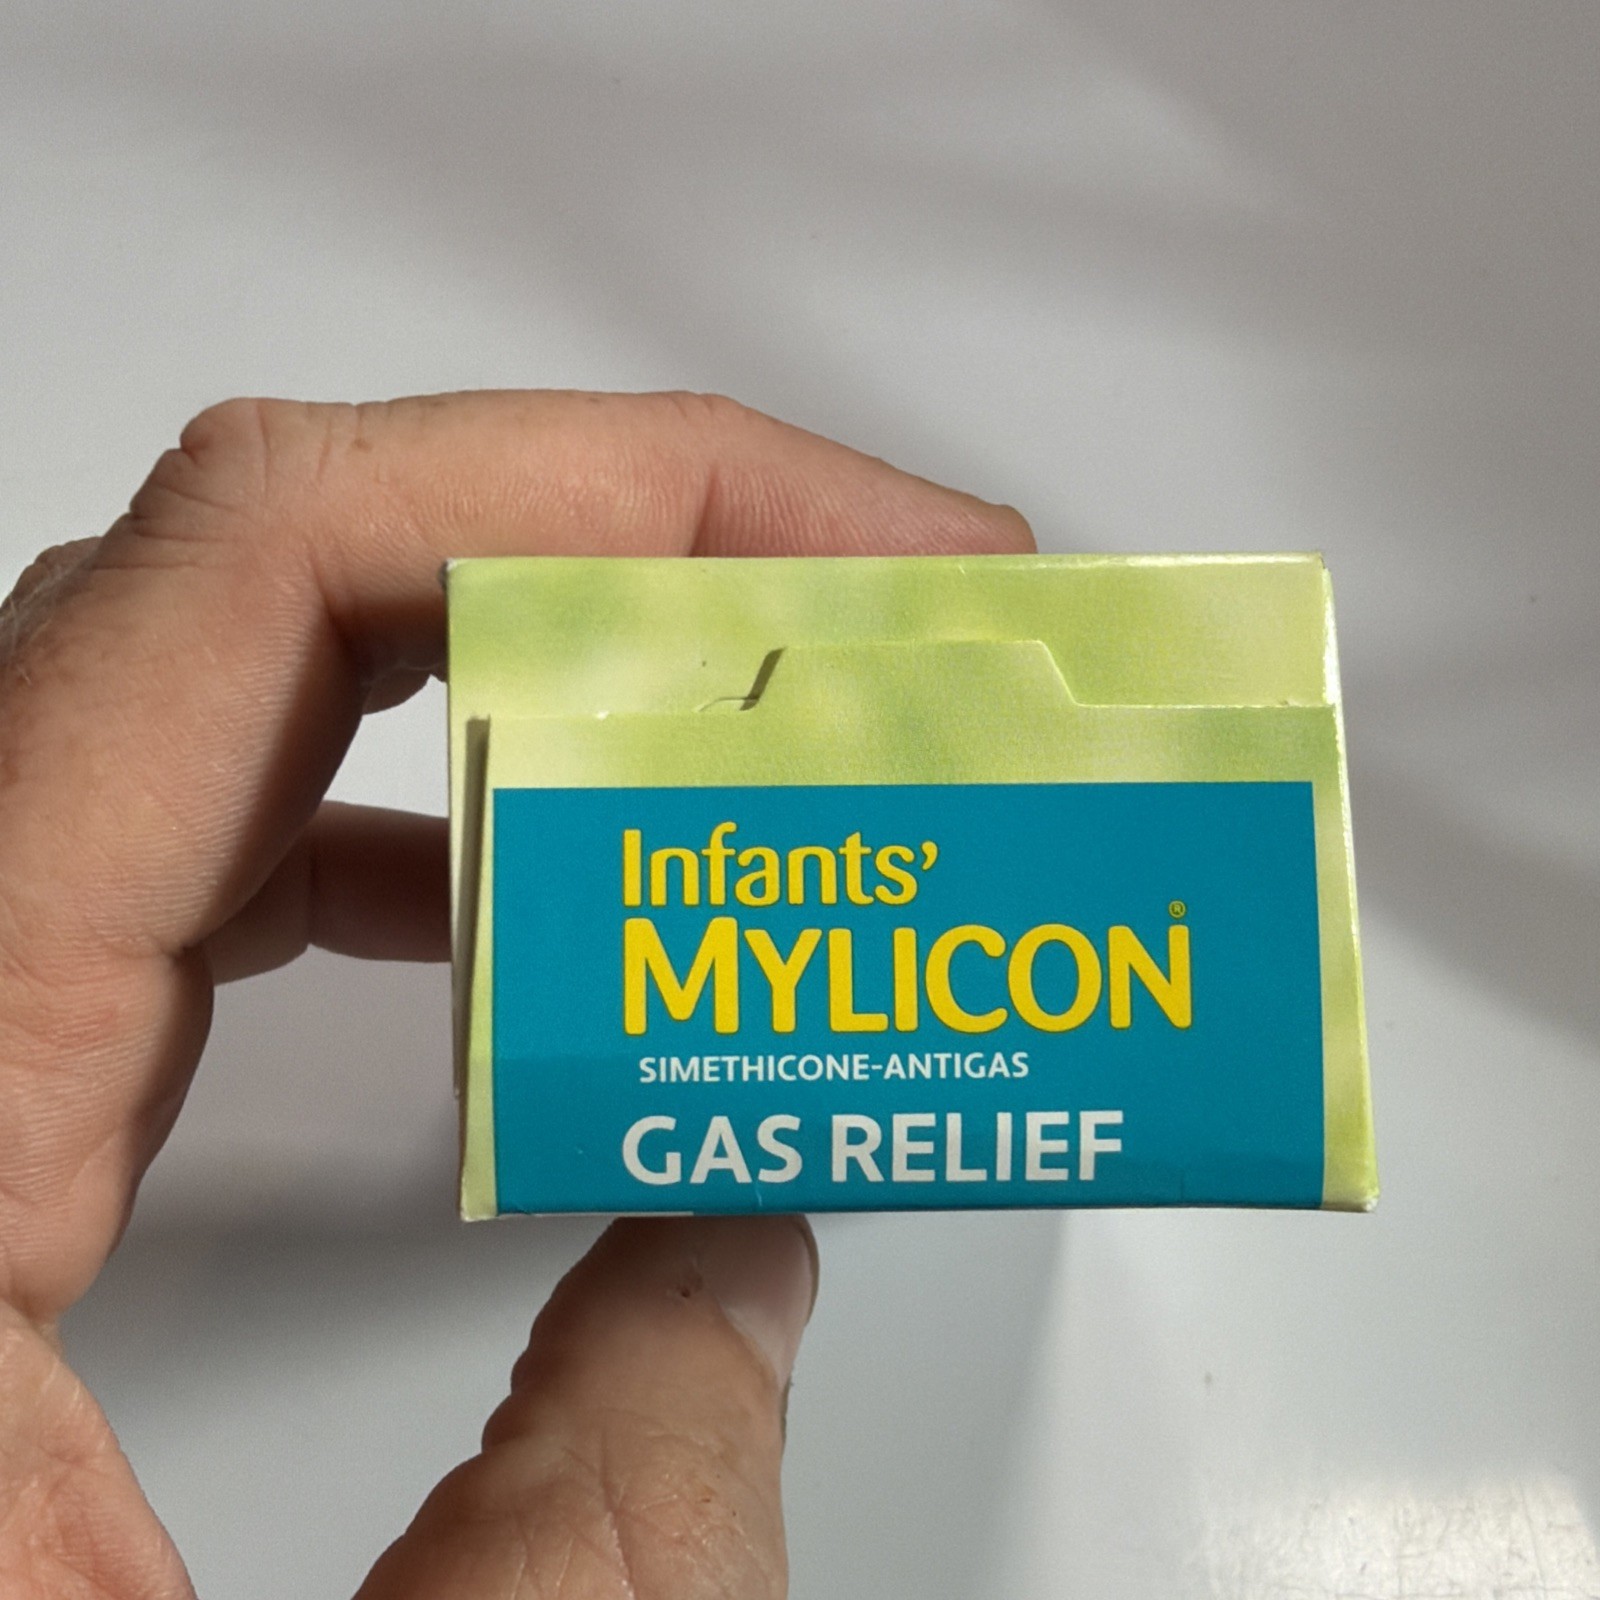 Infants’
MYLICON®
SIMETHICONE-ANTIGAS
GAS RELIEF